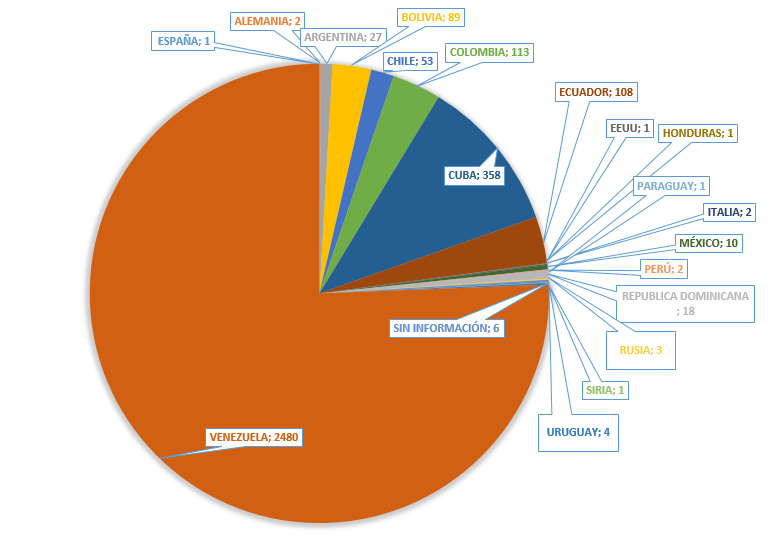 ALEMANIA; 2
BOLIVIA; 89
ESPAÑA; 1
ARGENTINA; 27
COLOMBIA; 113
CHILE; 53
ECUADOR; 108
EEUU; 1
HONDURAS; 1
CUBA; 358
PARAGUAY; 1
ITALIA; 2
MÉXICO; 10
PERÚ; 2
REPUBLICA DOMINICANA
; 18
SIN INFORMACIÓN; 6
RUSIA; 3
SIRIA; 1
URUGUAY; 4
VENEZUELA; 2480